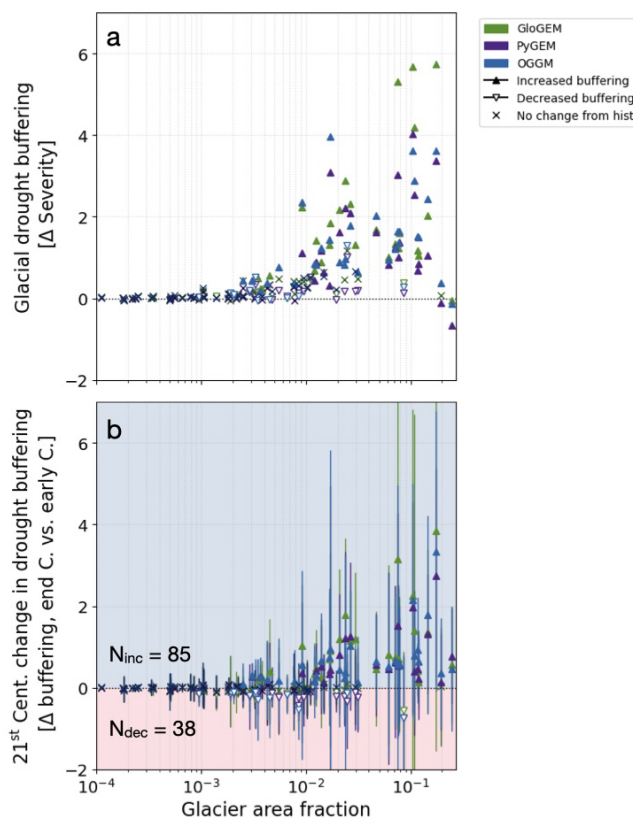 a
6
4
2
0
−2
Glacial drought buffering
[Δ Severity]
GloGEM
PyGEM
OGGM
Increased buffering
Decreased buffering
No change from hist
b
6
4
2
0
−2
21st Cent. change in drought buffering
[Δ buffering, end C. vs. early C.]
Ninc = 85
Ndec = 38
10−4
10−3
10−2
10−1
Glacier area fraction